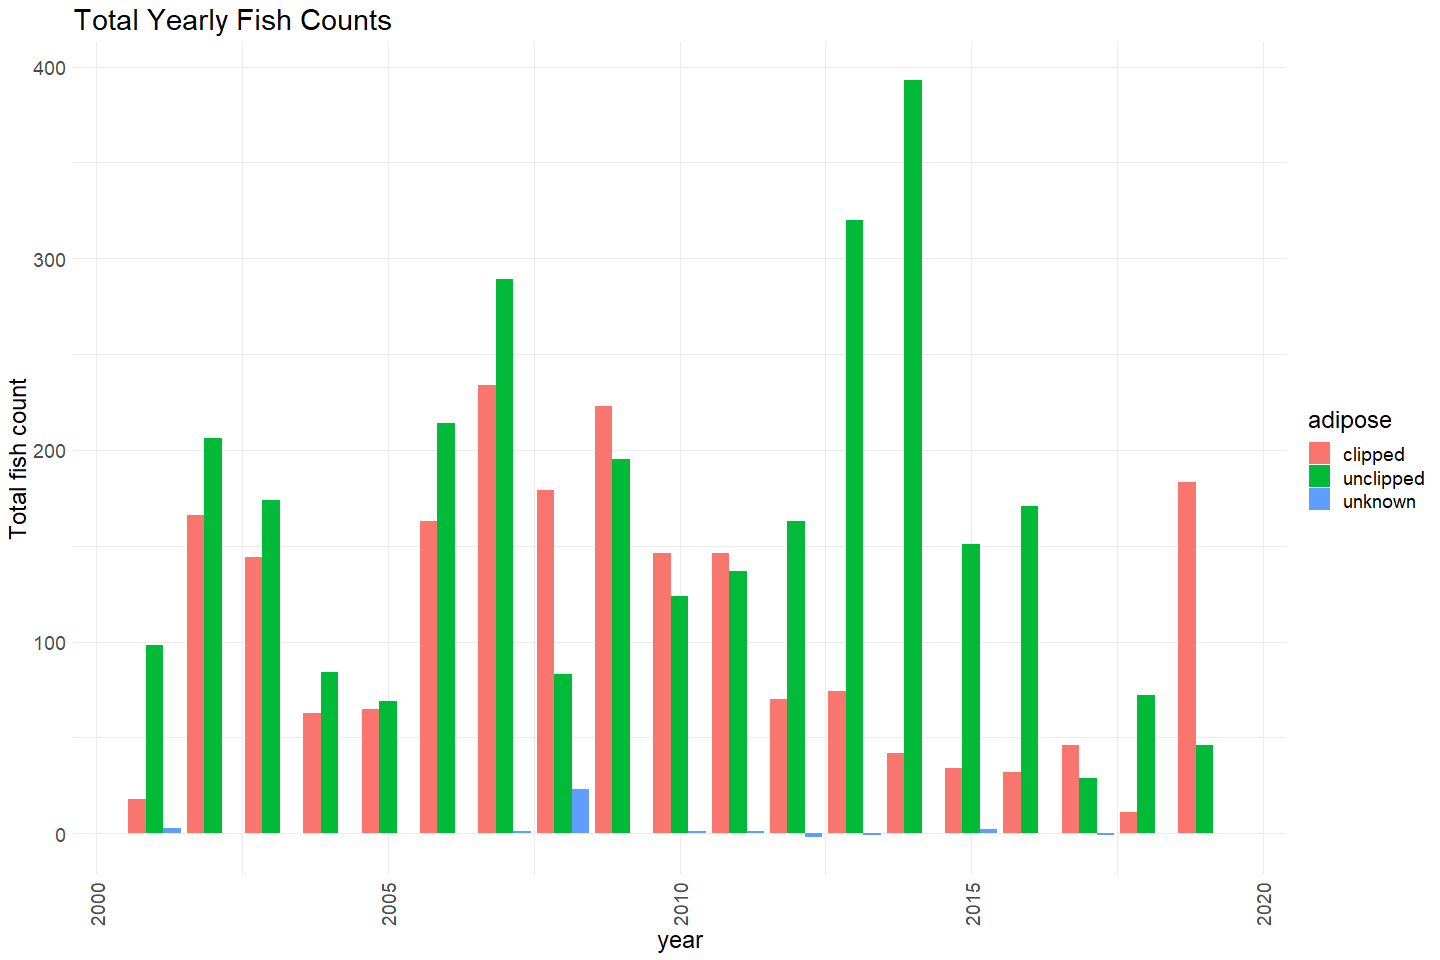 Total Yearly Fish Counts
400
300
200
100
0
Total fish count
2000
2005
2010
2015
2020
year
adipose
clipped
unclipped
unknown